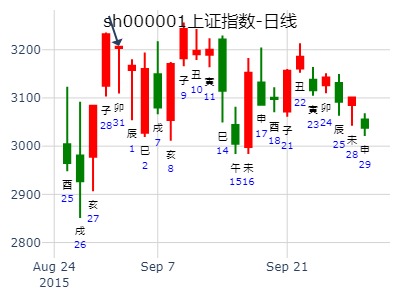 sh000001上证指数-日线
3200
3100
3000
2900
2800
酉
25
戌
26
亥
27
子
28
卯
31
辰
1
巳
2
戌
7
亥
8
子
9
丑
10
寅
11
巳
14
午
15
未
16
申
17
酉
18
子
21
丑
22
寅
23
子
24
辰
25
未
28
申
29
Aug 24
2015
Sep 7
Sep 21